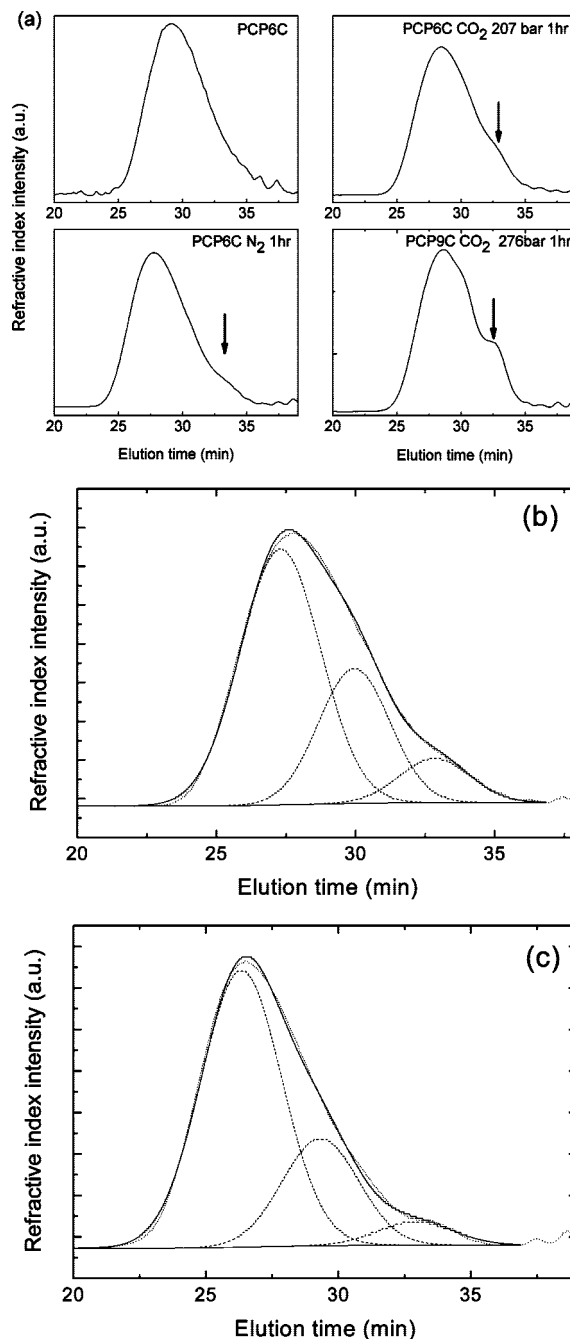 (a)
PCP6C
PCP6C CO2 207 bar 1hr
20 25 30 35
20 25 30 35
Refractive index intensity (a.u.)
PCP6C N2 1hr
PCP9C CO2 276bar 1hr
20 25 30 35
20 25 30 35
Elution time (min)
Elution time (min)
(b)
Refractive index intensity (a.u.)
20 25 30 35
Elution time (min)
(c)
Refractive index intensity (a.u.)
20 25 30 35
Elution time (min)